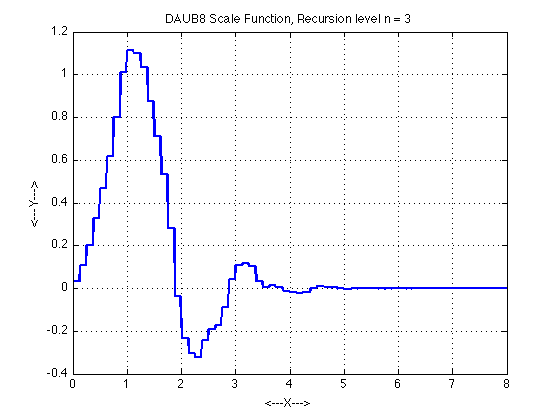 DAUB8 Scale Function, Recursion level n = 3
1.2
1
0.8
0.6
0.4
0.2
0
-0.2
-0.4
<---Y--->
0 1 2 3 4 5 6 7 8
<---X--->